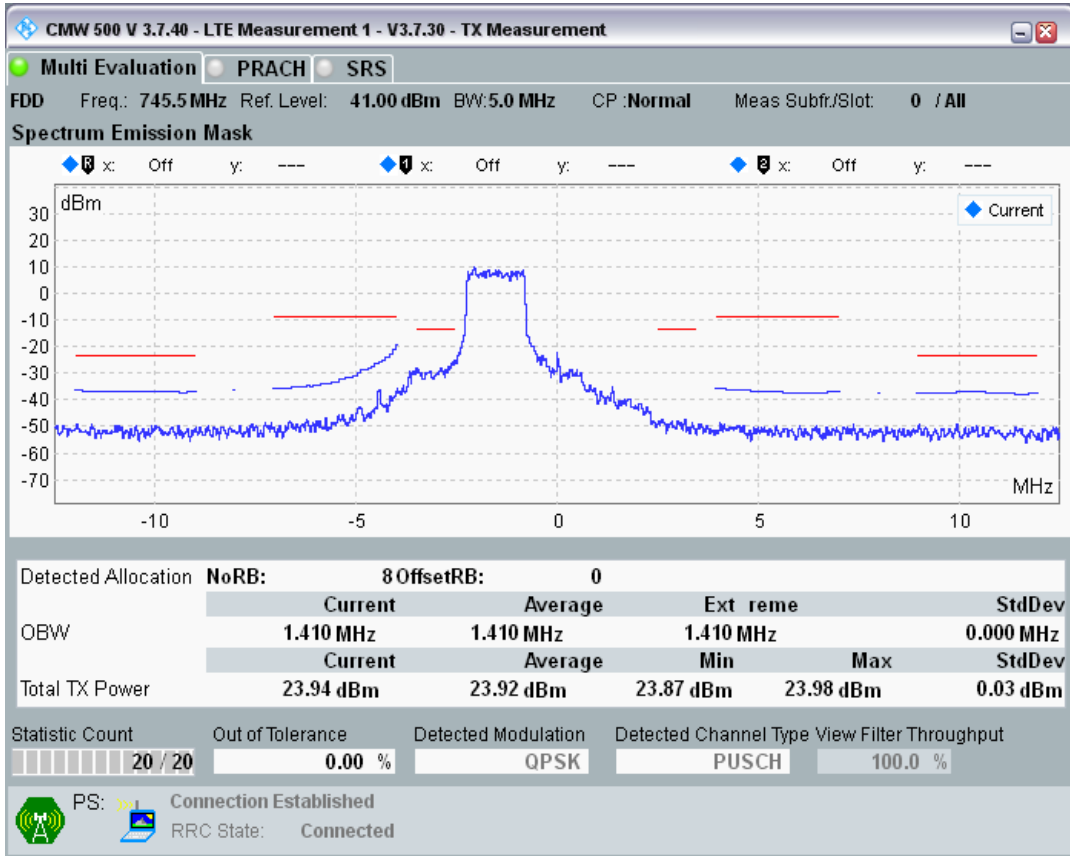 CMW 500 V 3.7.40 - LTE Measurement 1 - V3.7.30 - TX Measurement
Multi Evaluation PRACH SRS
FDD Freq.: 745.5 MHz Ref. Level: 41.00 dBm BW: 5.0 MHz CP : Normal Meas Subfr./Slot: 0 / All
Spectrum Emission Mask
R x: Off y: --- 1 x: Off y: --- 2 x: Off y: ---
dBm
Current
30
20
10
0
-10
-20
-30
-40
-50
-60
-70
MHz
-10 -5 0 5 10
Detected Allocation NoRB: 8 OffsetRB: 0
Current Average Ext reme StdDev
OBW 1.410 MHz 1.410 MHz 1.410 MHz 0.000 MHz
Current Average Min Max StdDev
Total TX Power 23.94 dBm 23.92 dBm 23.87 dBm 23.98 dBm 0.03 dBm
Statistic Count Out of Tolerance Detected Modulation Detected Channel Type View Filter Throughput
20 / 20 0.00 % QPSK PUSCH 100.0 %
PS: Connection Established
RRC State: Connected